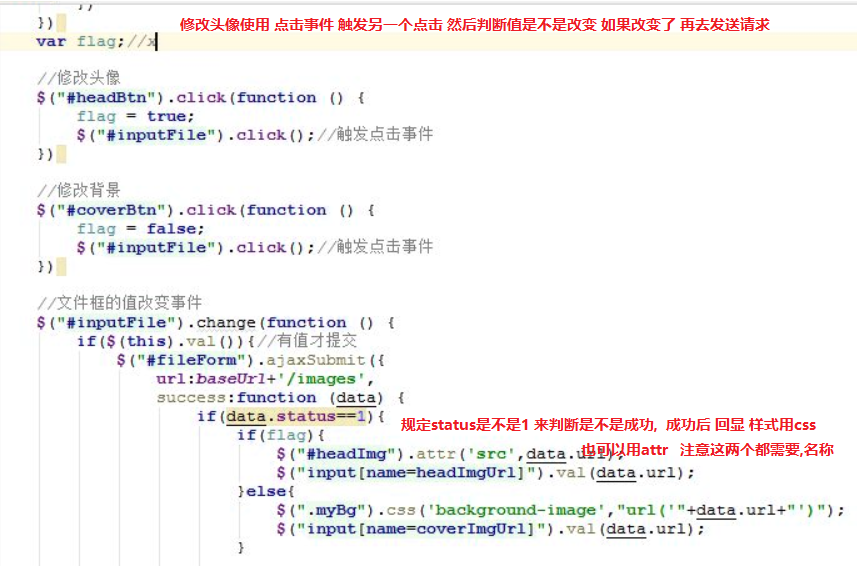 })
})
修改头像使用 点击事件 触发另一个点击 然后判断值是不是改变 如果改变了 再去发送请求
var flag;//x
//修改头像
$("#headBtn").click(function () {
flag = true;
$("#inputFile").click();//触发点击事件
})
//修改背景
$("#coverBtn").click(function () {
flag = false;
$("#inputFile").click();//触发点击事件
})
//文件框的值改变事件
$("#inputFile").change(function () {
if($(this).val()){//有值才提交
$("#fileForm").ajaxSubmit({
url:baseUrl+'/images',
success:function (data) {
if(data.status==1){
规定status是不是1 来判断是不是成功, 成功后 回显 样式用css
if(flag){
也可以用attr 注意这两个都需要,名称
$("#headImg").attr('src',data.url);
$("input[name=headImgUrl]").val(data.url);
}else{
$(".myBg").css('background-image',"url('"+data.url+"')");
$("input[name=coverImgUrl]").val(data.url);
}